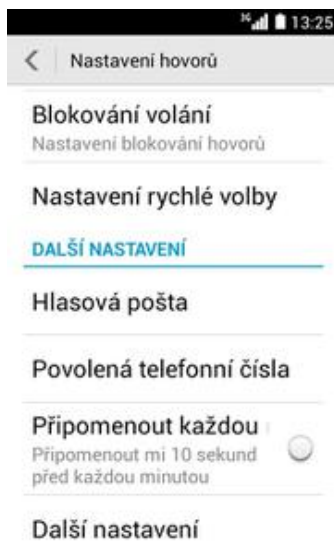 3G 13:25
Nastavení hovorů
Blokování volání
Nastavení blokování hovorů
Nastavení rychlé volby
DALŠÍ NASTAVENÍ
Hlasová pošta
Povolená telefonní čísla
Připomenout každou
Připomenout mi 10 sekund
před každou minutou
Další nastavení